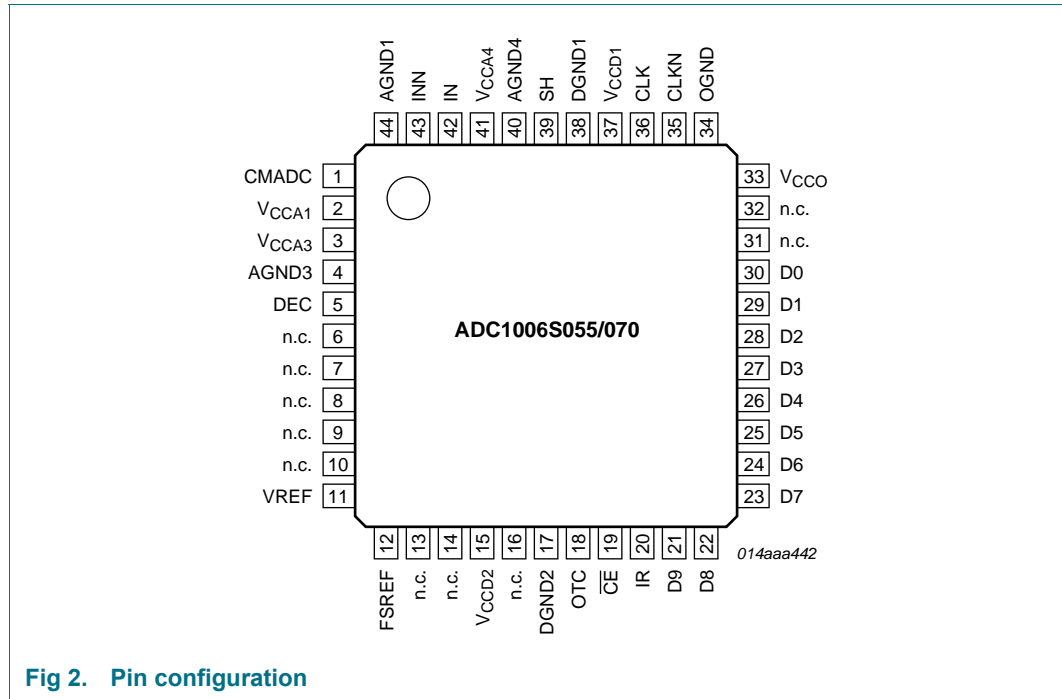 AGND1
INN
IN
VCCA4
AGND4
SH
DGND1
VCCD1
CLK
CLKN
OGND
44
43
42
41
40
39
38
37
36
35
34
CMADC 1
VCCA1 2
VCCA3 3
AGND3 4
DEC 5
n.c. 6
n.c. 7
n.c. 8
n.c. 9
n.c. 10
VREF 11
ADC1006S055/070
33 VCCO
32 n.c.
31 n.c.
30 D0
29 D1
28 D2
27 D3
26 D4
25 D5
24 D6
23 D7
12
13
14
15
16
17
18
19
20
21
22
FSREF
n.c.
n.c.
VCCD2
n.c.
DGND2
OTC
C̅E̅
IR
D9
D8
014aaa442
Fig 2. Pin configuration